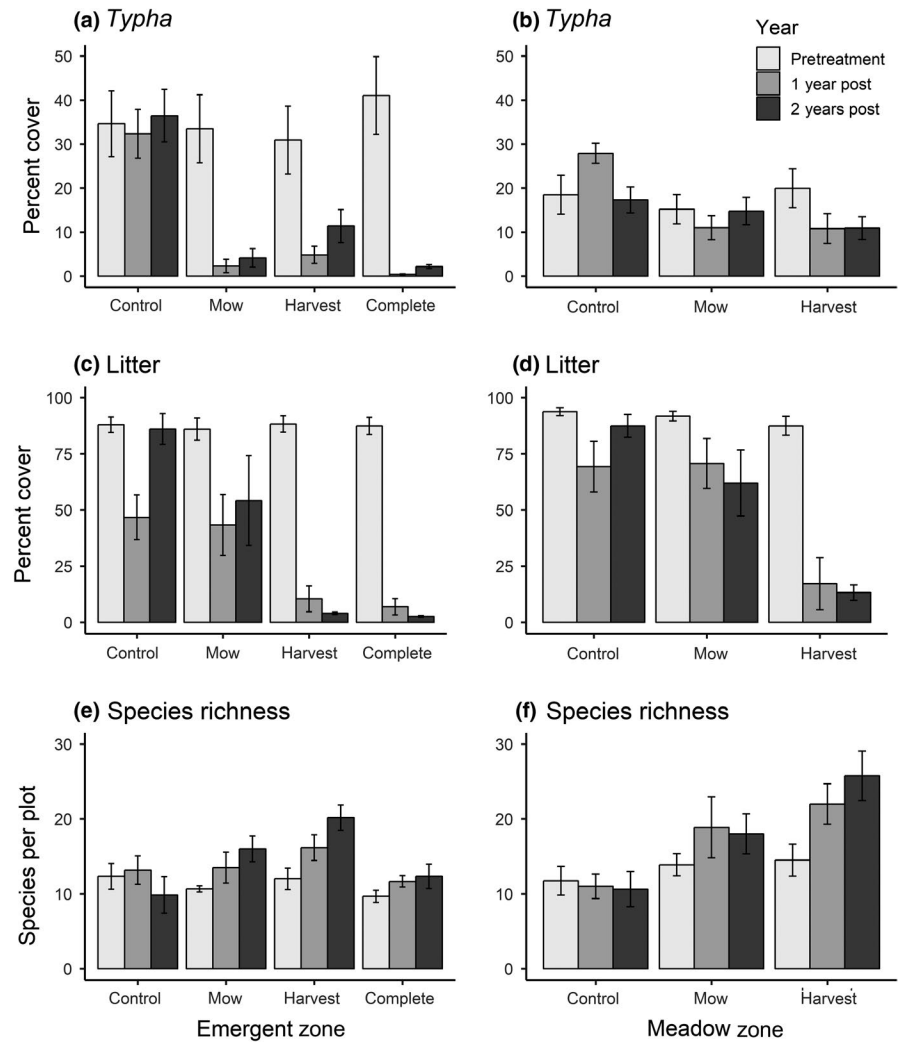 (a) Typha
Percent cover
50
40
30
20
10
0
Control Mow Harvest Complete
(b) Typha
Year
Pretreatment
1 year post
2 years post
50
40
30
20
10
0
Control Mow Harvest
(c) Litter
Percent cover
100
75
50
25
0
Control Mow Harvest Complete
(d) Litter
100
75
50
25
0
Control Mow Harvest
(e) Species richness
Species per plot
30
20
10
0
Control Mow Harvest Complete
Emergent zone
(f) Species richness
30
20
10
0
Control Mow Harvest
Meadow zone